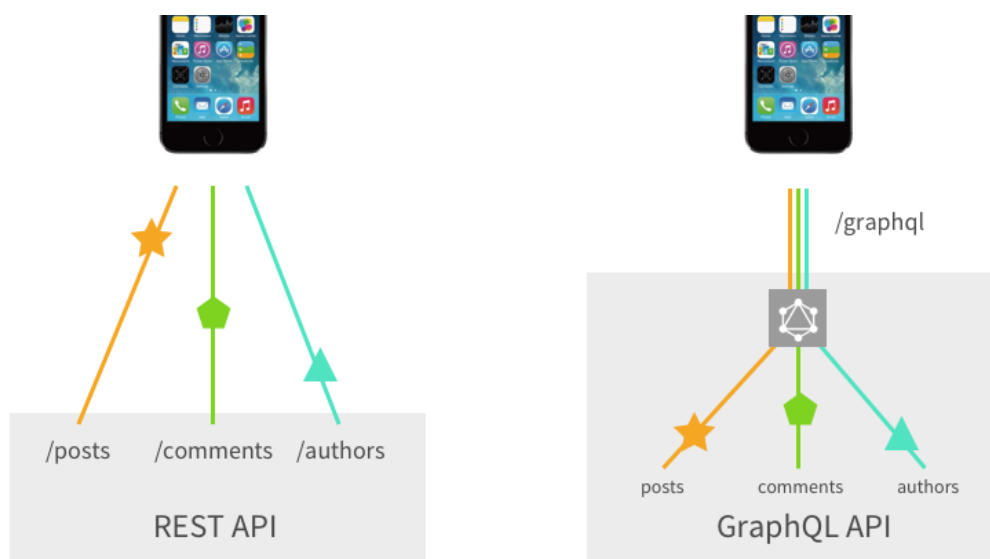 /posts
/comments
/authors
REST API
/graphql
posts
comments
authors
GraphQL API